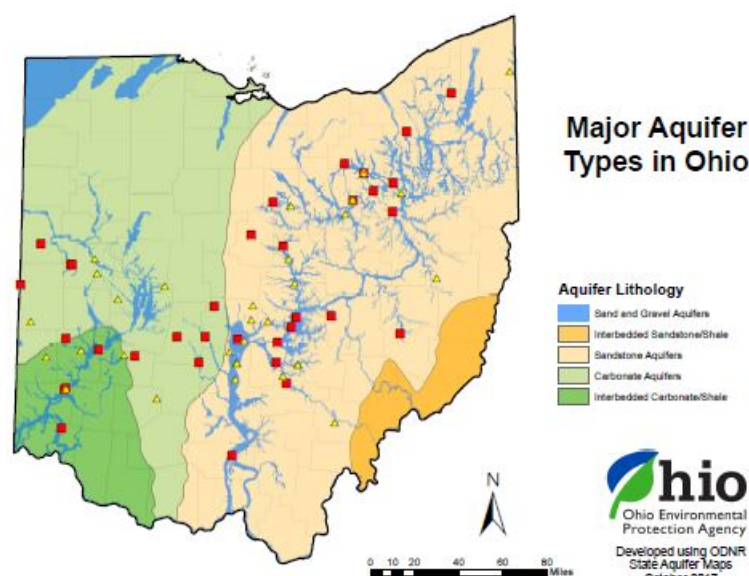 Major Aquifer
Types in Ohio
Aquifer Lithology
Sand and Gravel Aquifers
Interbedded Sandstone/Shale
Sandstone Aquifers
Carbonate Aquifers
Interbedded Carbonate/Shale
N
0 10 20 40 60 80
Miles
Ohio
Ohio Environmental
Protection Agency
Developed using ODNR
State Aquifer Maps